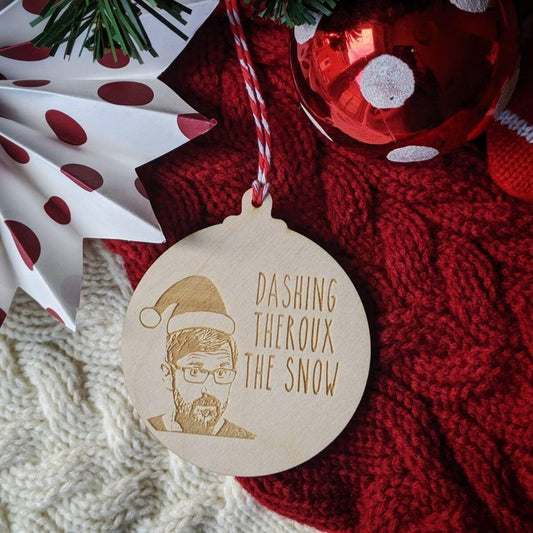 DASHING
THEROUX
THE SNOW